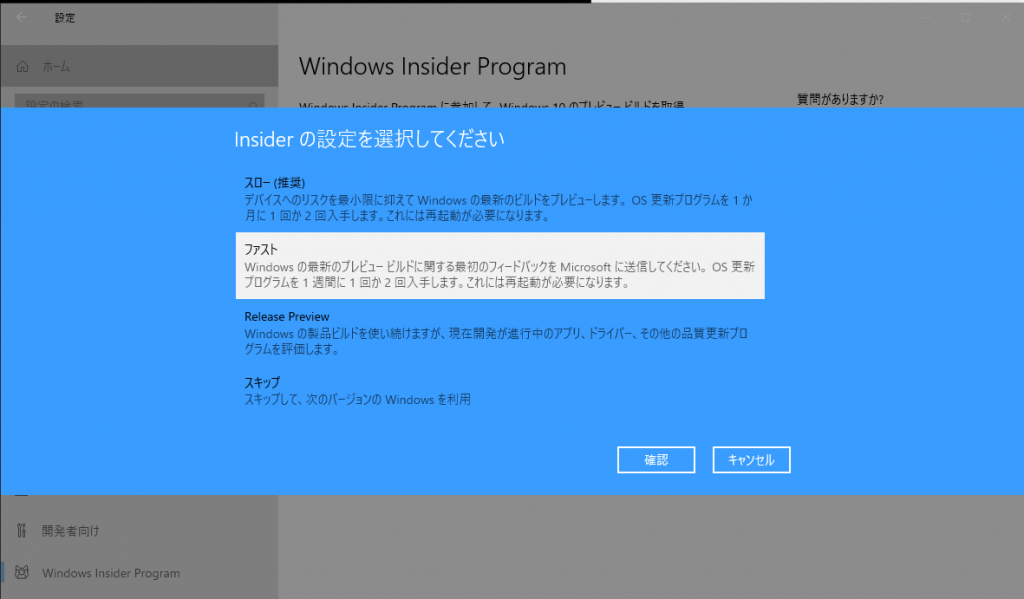 設定
ホーム
Windows Insider Program
設定の検索
Windows Insider Program に参加して、Windows 10 のプレビュー ビルドを取得
質問がありますか?
Insider の設定を選択してください
スロー (推奨)
デバイスへのリスクを最小限に抑えて Windows の最新のビルドをプレビューします。OS 更新プログラムを 1 か
月に 1 回か 2 回入手します。これには再起動が必要になります。
ファスト
Windows の最新のプレビュー ビルドに関する最初のフィードバックを Microsoft に送信してください。OS 更新
プログラムを 1 週間に 1 回か 2 回入手します。これには再起動が必要になります。
Release Preview
Windows の製品ビルドを使い続けますが、現在開発が進行中のアプリ、ドライバー、その他の品質更新プロ
グラムを評価します。
スキップ
スキップして、次のバージョンの Windows を利用
確認
キャンセル
開発者向け
Windows Insider Program